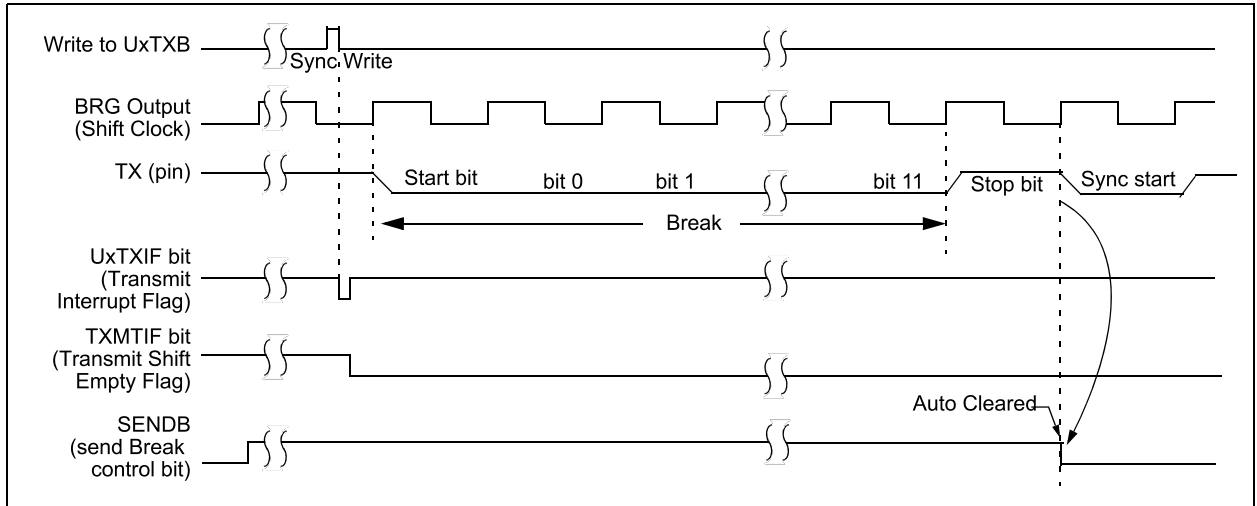 Write to UxTXB
Sync Write
BRG Output
(Shift Clock)
TX (pin)
Start bit
bit 0
bit 1
bit 11
Stop bit
Sync start
Break
UxTXIF bit
(Transmit
Interrupt Flag)
TXMTIF bit
(Transmit Shift
Empty Flag)
Auto Cleared
SENDB
(send Break
control bit)